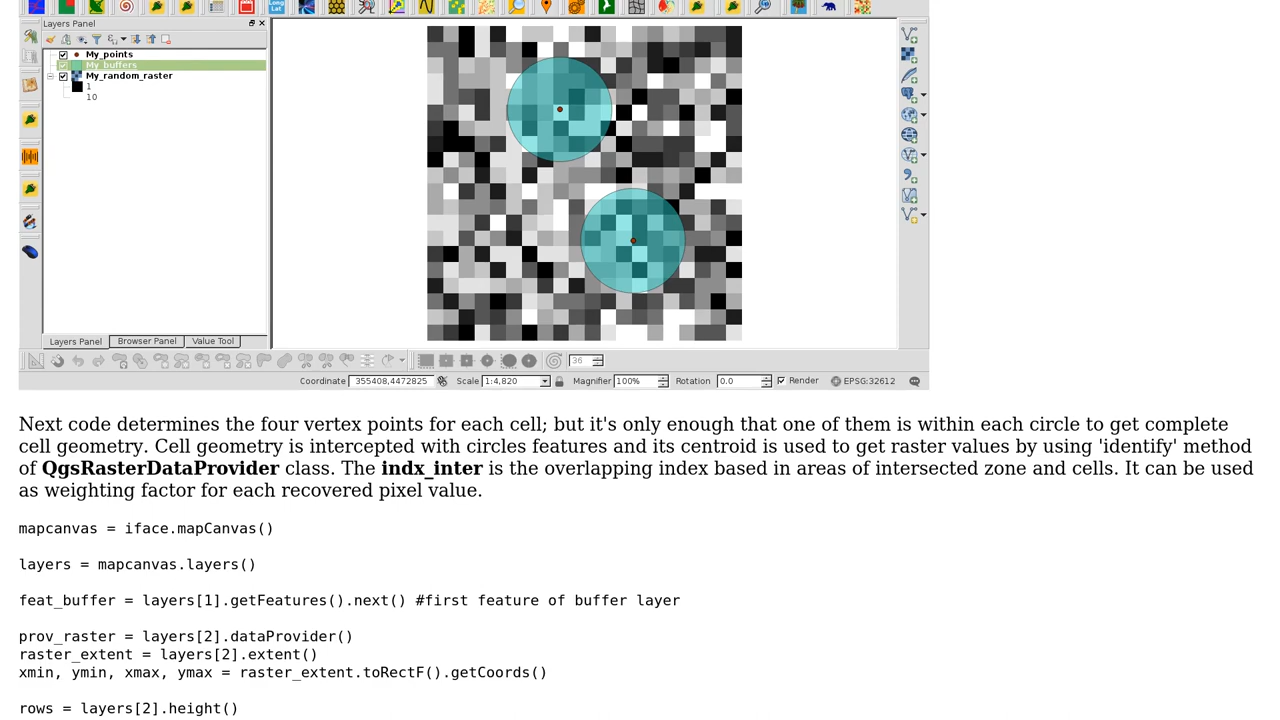 Long
Lat
Layers Panel
My_points
My_buffers
My_random_raster
1
10
Layers Panel Browser Panel Value Tool
36
Coordinate 355408,4472825 Scale 1:4,820 Magnifier 100% Rotation 0.0 Render EPSG:32612
Next code determines the four vertex points for each cell; but it's only enough that one of them is within each circle to get complete
cell geometry. Cell geometry is intercepted with circles features and its centroid is used to get raster values by using 'identify' method
of QgsRasterDataProvider class. The indx_inter is the overlapping index based in areas of intersected zone and cells. It can be used
as weighting factor for each recovered pixel value.
mapcanvas = iface.mapCanvas()
layers = mapcanvas.layers()
feat_buffer = layers[1].getFeatures().next() #first feature of buffer layer
prov_raster = layers[2].dataProvider()
raster_extent = layers[2].extent()
xmin, ymin, xmax, ymax = raster_extent.toRectF().getCoords()
rows = layers[2].height()